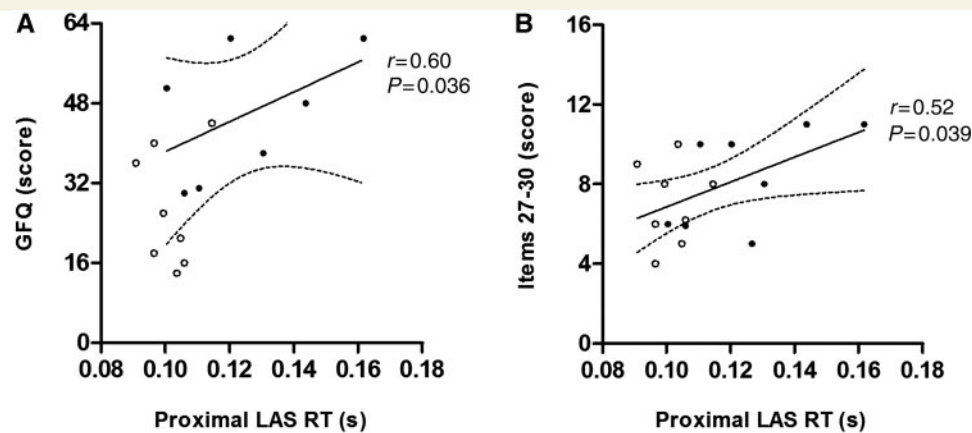 A
GFQ (score)
64
48
32
16
0
0.08 0.10 0.12 0.14 0.16 0.18
Proximal LAS RT (s)
r=0.60
P=0.036
B
Items 27-30 (score)
16
12
8
4
0
0.08 0.10 0.12 0.14 0.16 0.18
Proximal LAS RT (s)
r=0.52
P=0.039